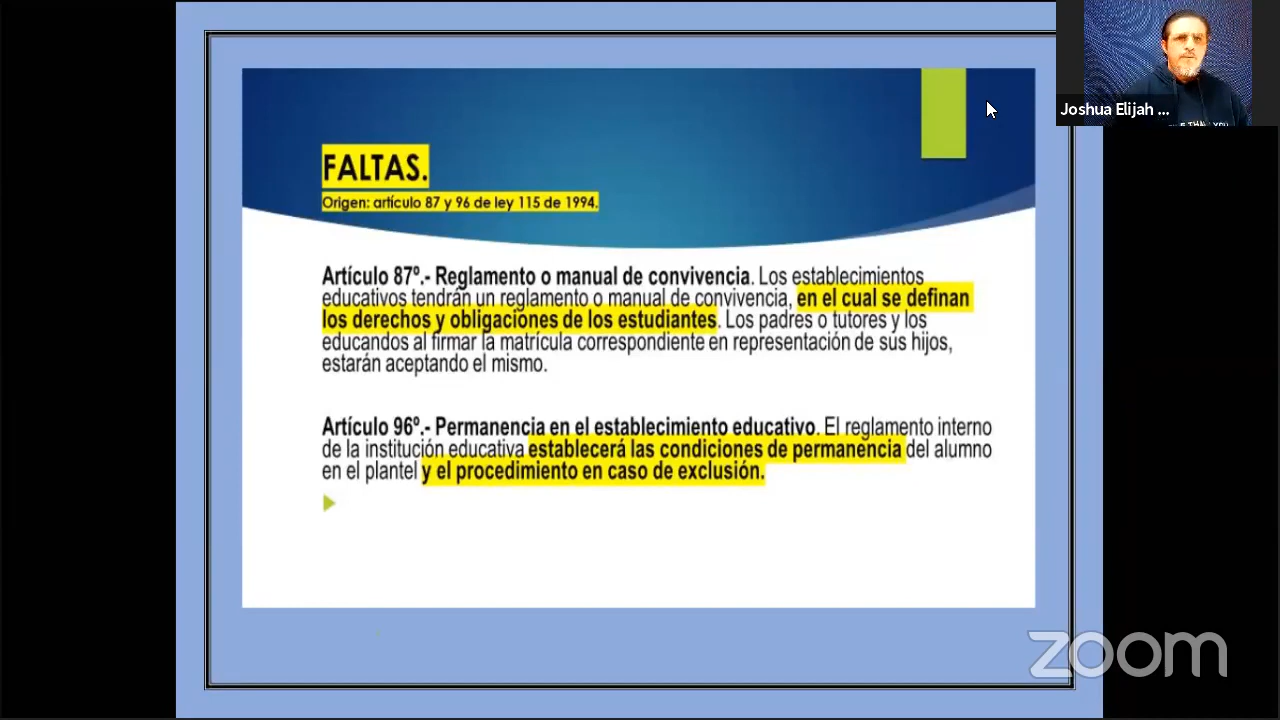 FALTAS.
Origen: artículo 87 y 96 de ley 115 de 1994.
Joshua Elijah ...
Artículo 87º.- Reglamento o manual de convivencia. Los establecimientos
educativos tendrán un reglamento o manual de convivencia, en el cual se definan
los derechos y obligaciones de los estudiantes. Los padres o tutores y los
educandos al firmar la matrícula correspondiente en representación de sus hijos,
estarán aceptando el mismo.
Artículo 96º.- Permanencia en el establecimiento educativo. El reglamento interno
de la institución educativa establecerá las condiciones de permanencia del alumno
en el plantel y el procedimiento en caso de exclusión.
zoom